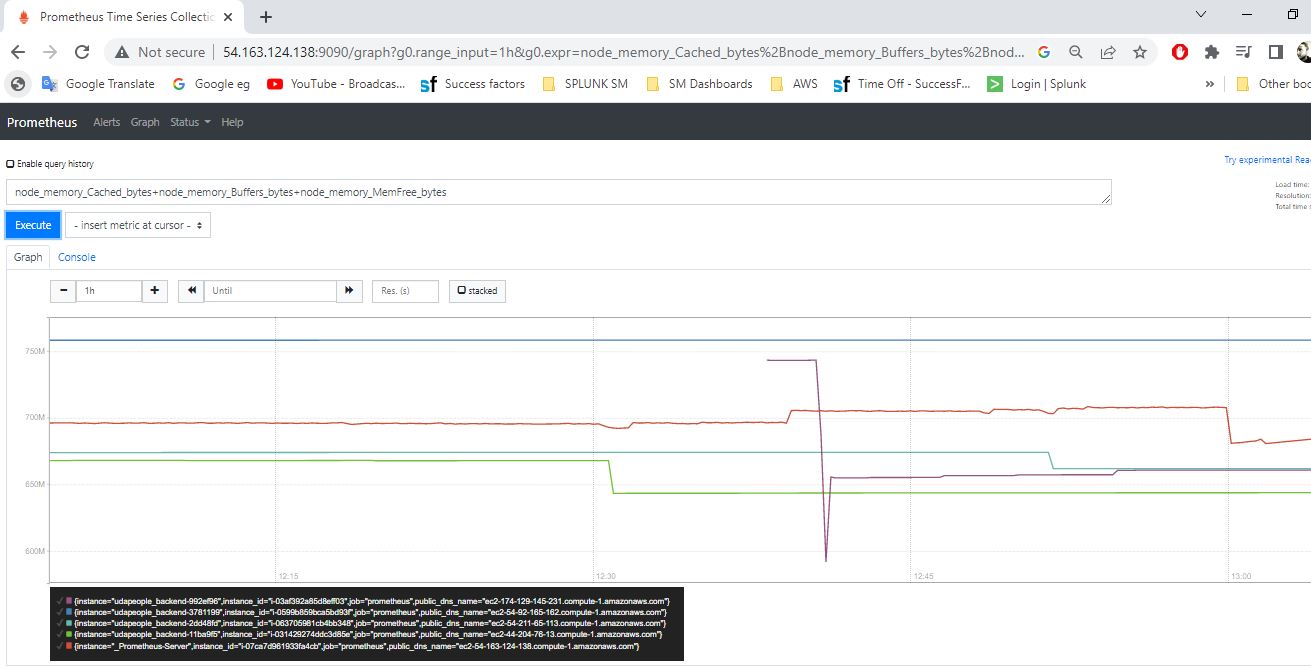 Prometheus Time Series Collectio
Not secure 54.163.124.138:9090/graph?g0.range_input=1h&g0.expr=node_memory_Cached_bytes%2Bnode_memory_Buffers_bytes%2Bnod...
Google Translate Google eg YouTube - Broadcas... Success factors SPLUNK SM SM Dashboards AWS Time Off - SuccessF... Login | Splunk » Other boo
Prometheus Alerts Graph Status Help
Enable query history
Try experimental Rea
node_memory_Cached_bytes+node_memory_Buffers_bytes+node_memory_MemFree_bytes
Load time:
Resolution:
Total time s
Execute - insert metric at cursor -
Graph Console
1h Until Res. (s) stacked
750M
700M
650M
600M
12:15 12:30 12:45 13:00
{instance="udapeople_backend-992ef96",instance_id="i-03af392a85d8eff03",job="prometheus",public_dns_name="ec2-174-129-145-231.compute-1.amazonaws.com"}
{instance="udapeople_backend-3781199",instance_id="i-0599b859bca5bd93f",job="prometheus",public_dns_name="ec2-54-92-165-162.compute-1.amazonaws.com"}
{instance="udapeople_backend-2dd48fd",instance_id="i-063705981cb4bb348",job="prometheus",public_dns_name="ec2-54-211-65-113.compute-1.amazonaws.com"}
{instance="udapeople_backend-11ba9f5",instance_id="i-031429274ddc3d85e",job="prometheus",public_dns_name="ec2-44-204-76-13.compute-1.amazonaws.com"}
{instance="_Prometheus-Server",instance_id="i-07ca7d961933fa4cb",job="prometheus",public_dns_name="ec2-54-163-124-138.compute-1.amazonaws.com"}